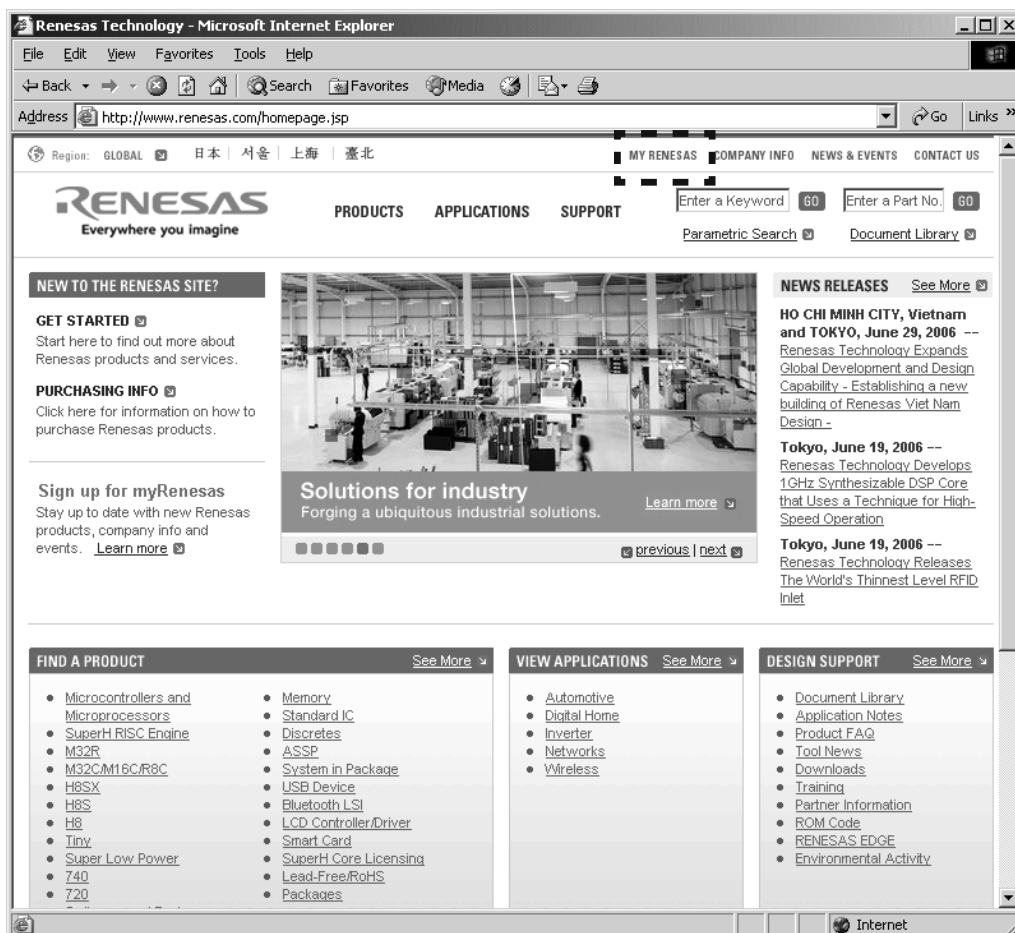 Renesas Technology - Microsoft Internet Explorer
File Edit View Favorites Tools Help
Back Search Favorites Media
Address http://www.renesas.com/homepage.jsp Go Links »
Region: GLOBAL 日本 서울 上海 臺北 MY RENESAS COMPANY INFO NEWS & EVENTS CONTACT US
RENESAS
Everywhere you imagine
PRODUCTS APPLICATIONS SUPPORT
Enter a Keyword GO Enter a Part No. GO
Parametric Search Document Library
NEW TO THE RENESAS SITE?
GET STARTED
Start here to find out more about
Renesas products and services.
PURCHASING INFO
Click here for information on how to
purchase Renesas products.
Sign up for myRenesas
Stay up to date with new Renesas
products, company info and
events. Learn more
Solutions for industry
Forging a ubiquitous industrial solutions.
Learn more
previous | next
NEWS RELEASES See More
HO CHI MINH CITY, Vietnam
and TOKYO, June 29, 2006 --
Renesas Technology Expands
Global Development and Design
Capability - Establishing a new
building of Renesas Viet Nam
Design -
Tokyo, June 19, 2006 --
Renesas Technology Develops
1GHz Synthesizable DSP Core
that Uses a Technique for High-
Speed Operation
Tokyo, June 19, 2006 --
Renesas Technology Releases
The World's Thinnest Level RFID
Inlet
FIND A PRODUCT See More
Microcontrollers and
Microprocessors
SuperH RISC Engine
M32R
M32C/M16C/R8C
H8SX
H8S
H8
Tiny
Super Low Power
740
720
Memory
Standard IC
Discretes
ASSP
System in Package
USB Device
Bluetooth LSI
LCD Controller/Driver
Smart Card
SuperH Core Licensing
Lead-Free/RoHS
Packages
VIEW APPLICATIONS See More
Automotive
Digital Home
Inverter
Networks
Wireless
DESIGN SUPPORT See More
Document Library
Application Notes
Product FAQ
Tool News
Downloads
Training
Partner Information
ROM Code
RENESAS EDGE
Environmental Activity
Internet